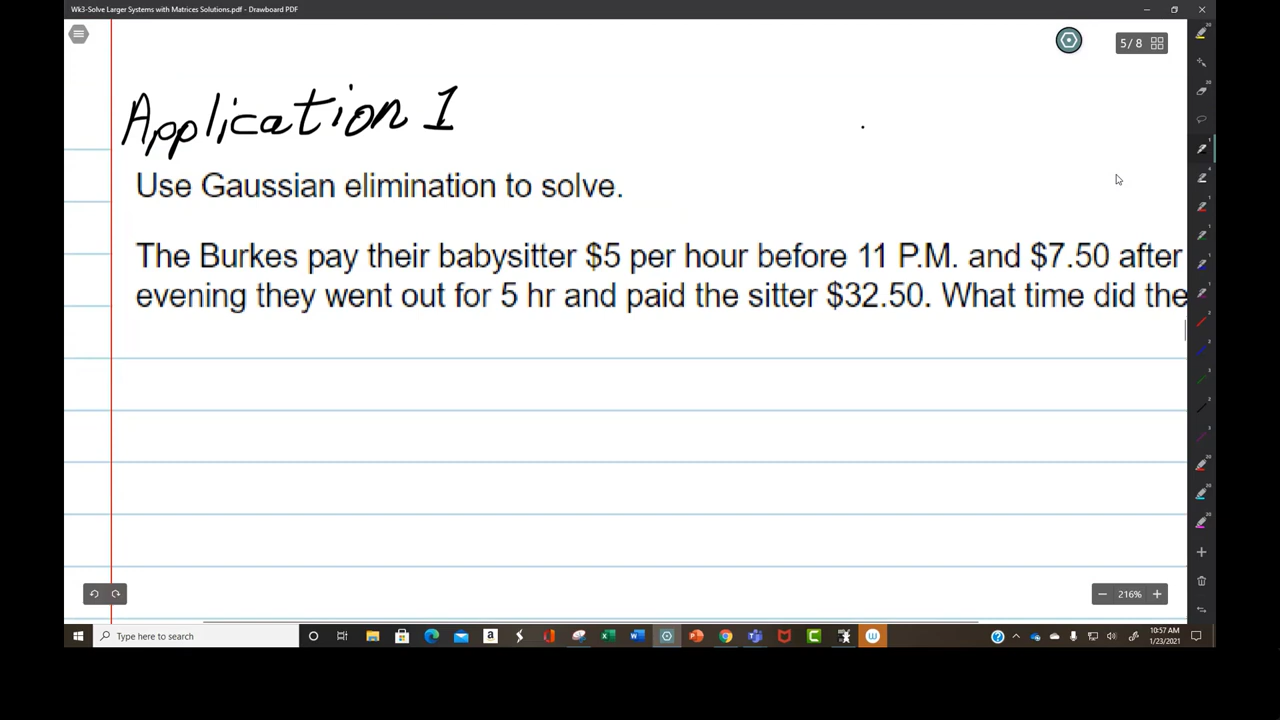 Wk3-Solve Larger Systems with Matrices Solutions.pdf - Drawboard PDF
5 / 8
Application 1
Use Gaussian elimination to solve.
The Burkes pay their babysitter $5 per hour before 11 P.M. and $7.50 after
evening they went out for 5 hr and paid the sitter $32.50. What time did the
216%
Type here to search
10:57 AM
1/23/2021